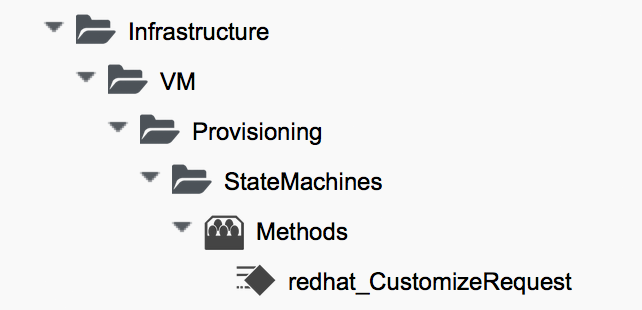 Infrastructure
VM
Provisioning
StateMachines
Methods
redhat_CustomizeRequest